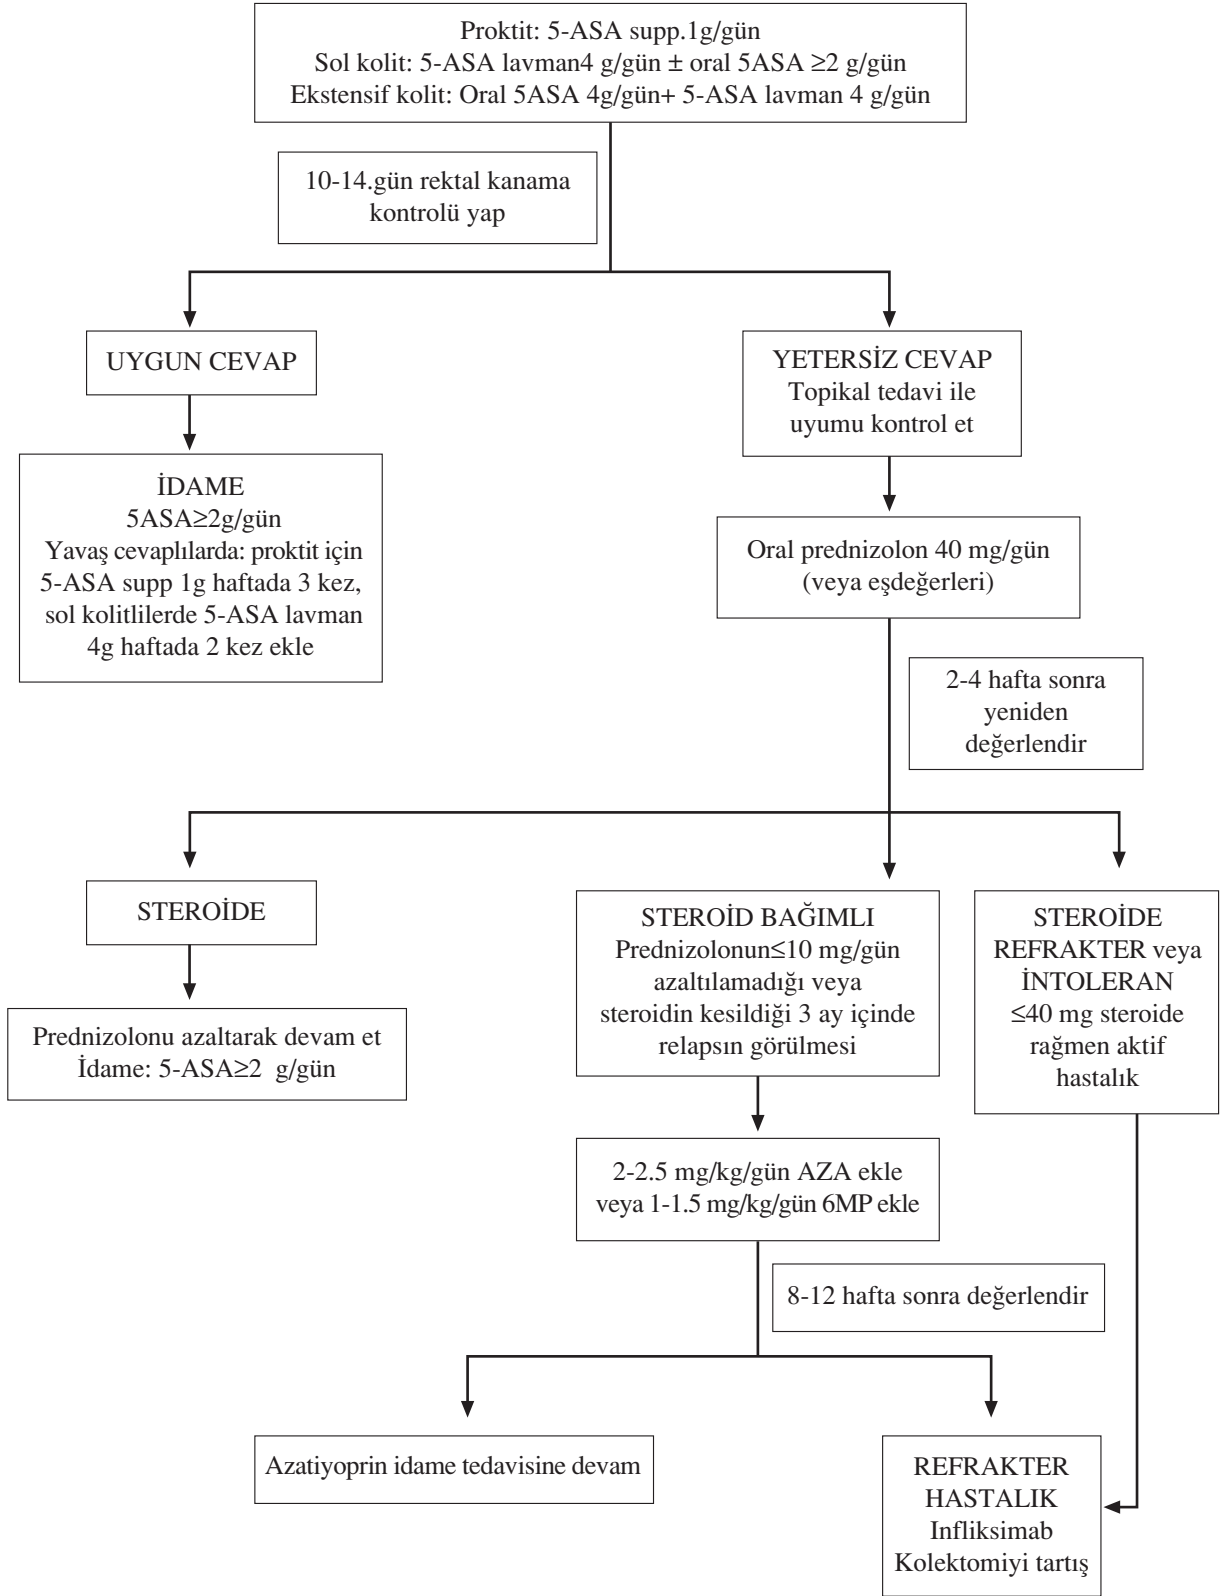 Proktit: 5-ASA supp.1g/gün
Sol kolit: 5-ASA lavman4 g/gün ± oral 5ASA ≥2 g/gün
Ekstensif kolit: Oral 5ASA 4g/gün+ 5-ASA lavman 4 g/gün
10-14.gün rektal kanama
kontrolü yap
UYGUN CEVAP
YETERSİZ CEVAP
Topikal tedavi ile
uyumu kontrol et
İDAME
5ASA≥2g/gün
Yavaş cevaplılarda: proktit için
5-ASA supp 1g haftada 3 kez,
sol kolitlilerde 5-ASA lavman
4g haftada 2 kez ekle
Oral prednizolon 40 mg/gün
(veya eşdeğerleri)
2-4 hafta sonra
yeniden
değerlendir
STEROİDE
Prednizolonu azaltarak devam et
İdame: 5-ASA≥2 g/gün
STEROİD BAĞIMLI
Prednizolonun≤10 mg/gün
azaltılamadığı veya
steroidin kesildiği 3 ay içinde
relapsın görülmesi
STEROİDE
REFRAKTER veya
İNTOLERAN
≤40 mg steroide
rağmen aktif
hastalık
2-2.5 mg/kg/gün AZA ekle
veya 1-1.5 mg/kg/gün 6MP ekle
8-12 hafta sonra değerlendir
Azatiyoprin idame tedavisine devam
REFRAKTER
HASTALIK
Infliksimab
Kolektomiyi tartış